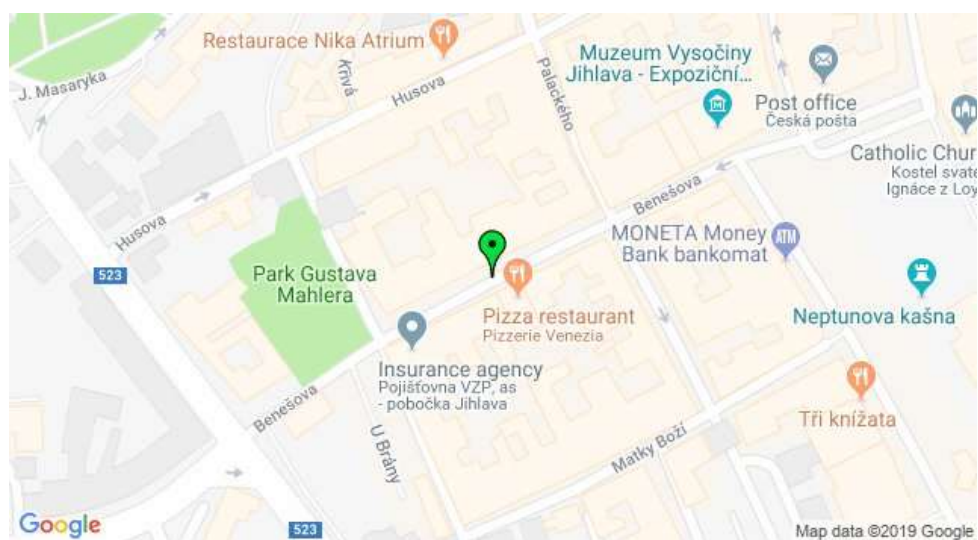 Restaurace Nika Atrium
J. Masaryka
Křivá
Husova
Palackého
Muzeum Vysočiny
Jihlava - Expoziční...
Post office
Česká pošta
Catholic Chur
Kostel svaté
Ignáce z Loy
Husova
Benešova
523
Park Gustava
Mahlera
MONETA Money
Bank bankomat
ATM
Pizza restaurant
Pizzerie Venezia
Neptunova kašna
Insurance agency
Pojišťovna VZP, as
- pobočka Jihlava
Benešova
U Brány
Matky Boží
Tři knížata
Google
523
Map data ©2019 Google